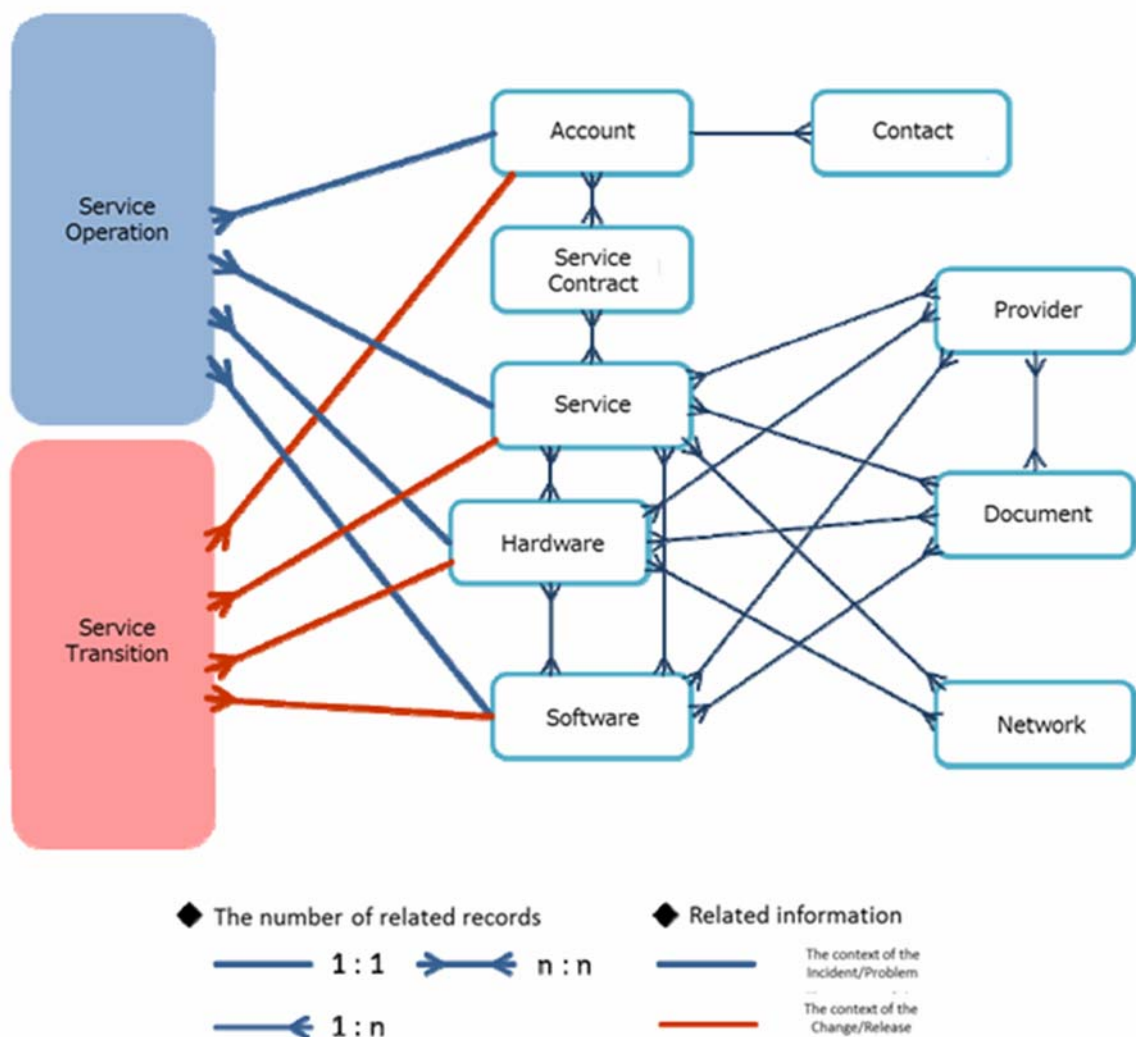 Service
Operation
Account
Contact
Service
Contract
Provider
Service
Document
Hardware
Service
Transition
Software
Network
The number of related records
1 : 1
n : n
1 : n
Related information
The context of the
Incident/Problem
The context of the
Change/Release